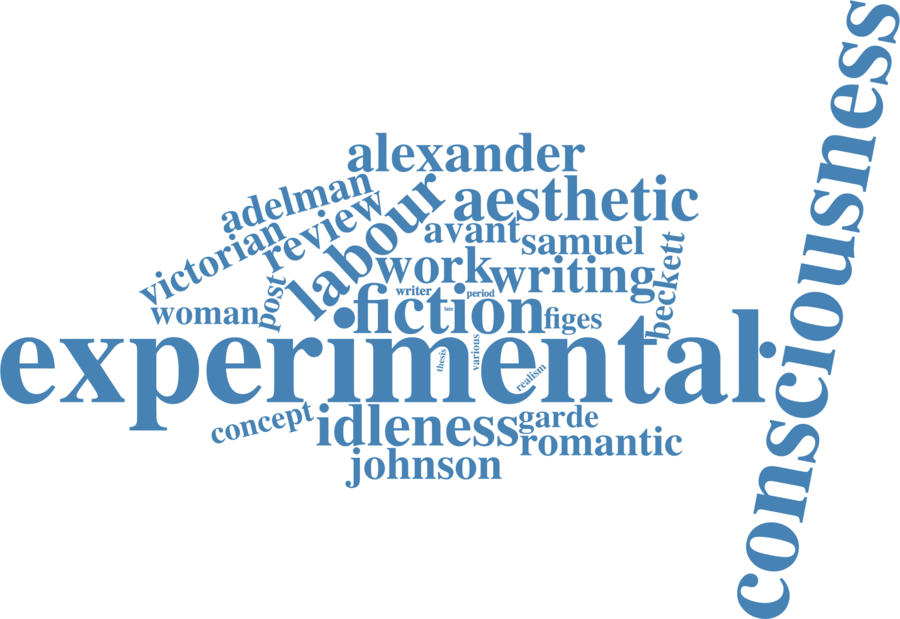 consciousness
alexander
adelman
aesthetic
review
labour
avant
samuel
victorian
work
writing
beckett
post
writer
period
woman
fiction
late
figes
experimental
thesis
various
realism
concept
idleness
garde
romantic
johnson